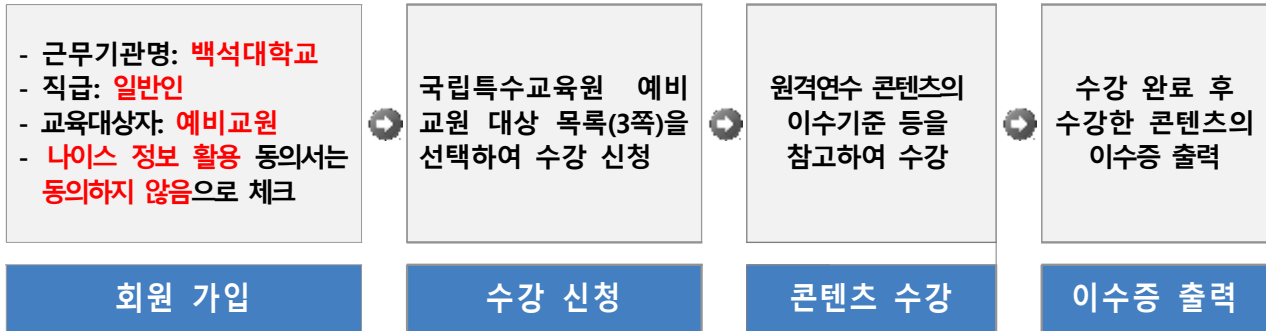 - 근무기관명: 백석대학교
- 직급: 일반인
- 교육대상자: 예비교원
- 나이스 정보 활용 동의서는
동의하지 않음으로 체크
회원 가입
국립특수교육원 예비
교원 대상 목록(3쪽)을
선택하여 수강 신청
수강 신청
원격연수 콘텐츠의
이수기준 등을
참고하여 수강
콘텐츠 수강
수강 완료 후
수강한 콘텐츠의
이수증 출력
이수증 출력